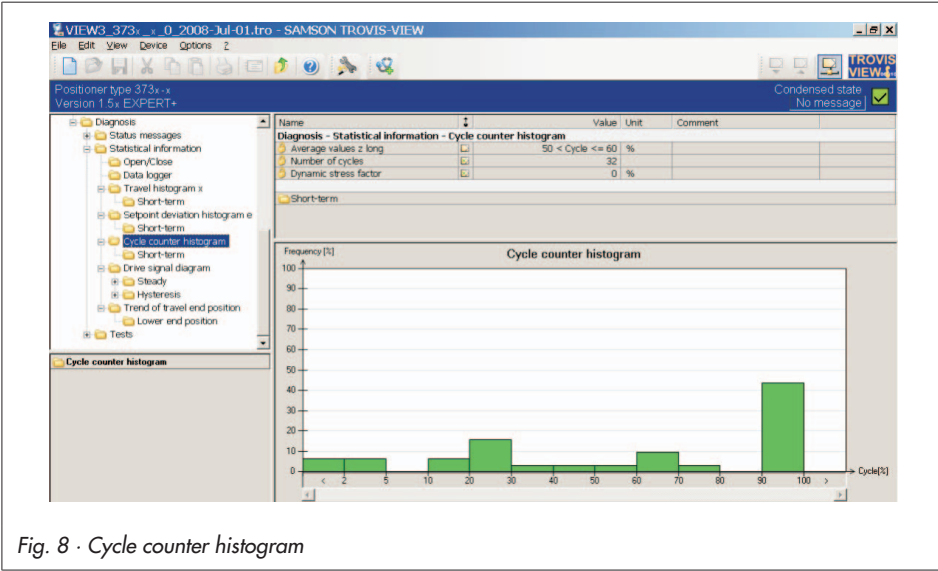 VIEW3_373x_x_0_2008-Jul-01.tro - SAMSON TROVIS-VIEW
File Edit View Device Options ?
TROVIS
VIEW
Positioner type 373x-x
Version 1.5x EXPERT+
Condensed state
No message
Diagnosis
Status messages
Statistical information
Open/Close
Data logger
Travel histogram x
Short-term
Setpoint deviation histogram e
Short-term
Cycle counter histogram
Short-term
Drive signal diagram
Steady
Hysteresis
Trend of travel end position
Lower end position
Tests
Cycle counter histogram
Name Value Unit Comment
Diagnosis - Statistical information - Cycle counter histogram
Average values z long 50 < Cycle <= 60 %
Number of cycles 32
Dynamic stress factor 0 %
Short-term
Frequency [%]
Cycle counter histogram
100
90
80
70
60
50
40
30
20
10
0
< 2 5 10 20 30 40 50 60 70 80 90 100 >
Cycle[%]
Fig. 8 · Cycle counter histogram